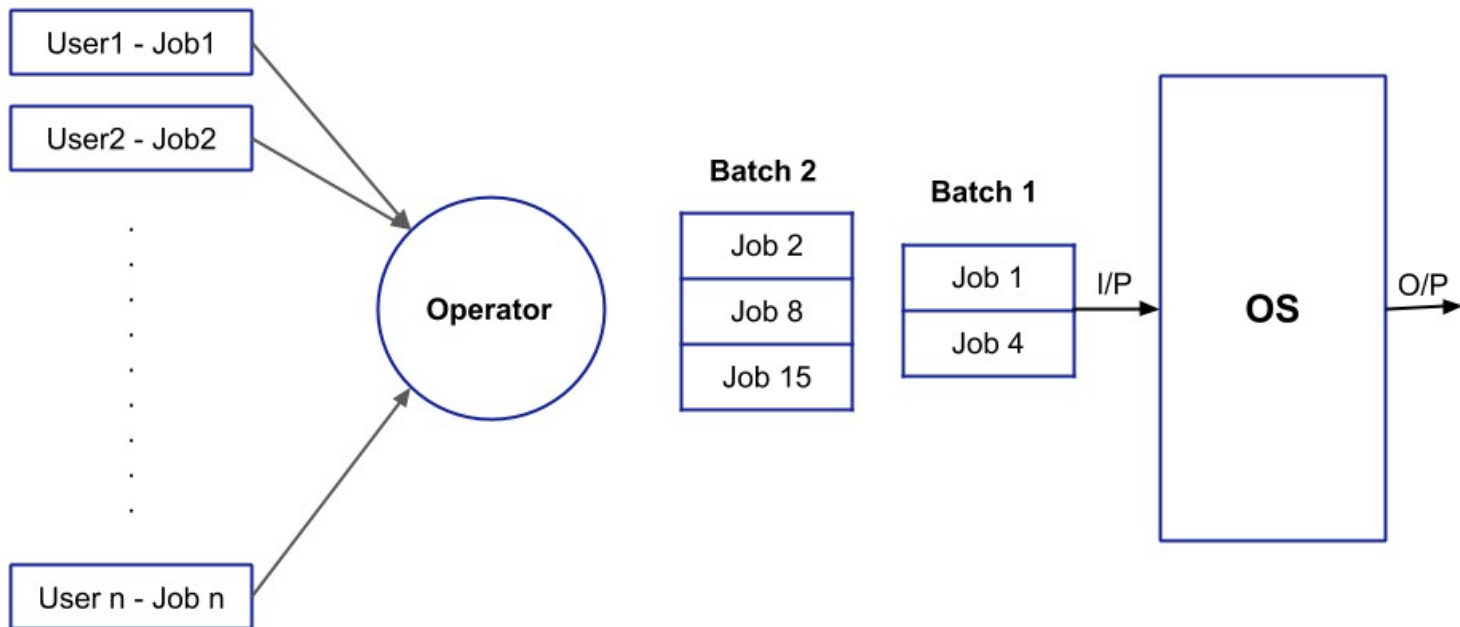 User1 - Job1
User2 - Job2
User n - Job n
Operator
Batch 2
Job 2
Job 8
Job 15
Batch 1
Job 1
Job 4
I/P
OS
O/P